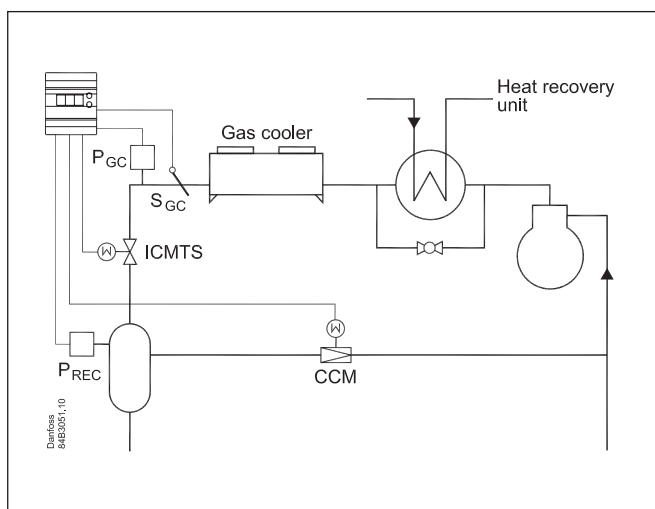 Heat recovery
unit
Gas cooler
PGC
SGC
ICMTS
M
M
PREC
CCM
Danfoss
84B3051,10